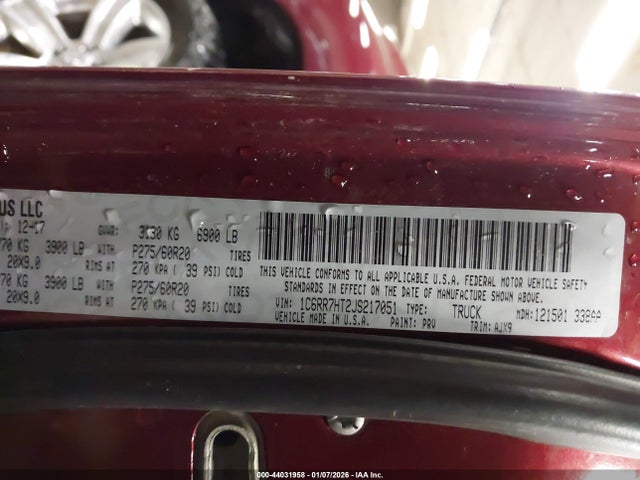 US LLC
12-17 GVWR: 3130 KG 6900 LB
70 KG 3900 LB WITH P275/60R20 TIRES
20X9.0 RIMS AT 270 KPA ( 39 PSI) COLD
70 KG 3900 LB WITH P275/60R20 TIRES
20X9.0 RIMS AT 270 KPA ( 39 PSI) COLD
THIS VEHICLE CONFORMS TO ALL APPLICABLE U.S.A. FEDERAL MOTOR VEHICLE SAFETY
STANDARDS IN EFFECT ON THE DATE OF MANUFACTURE SHOWN ABOVE.
VIN: 1C6RR7HT2JS217051 TYPE: TRUCK MDH: 121501 338AA
VEHICLE MADE IN U.S.A. PAINT: PRV TRIM: AJX9
000-44031958 | 01/07/2026 | IAA Inc.